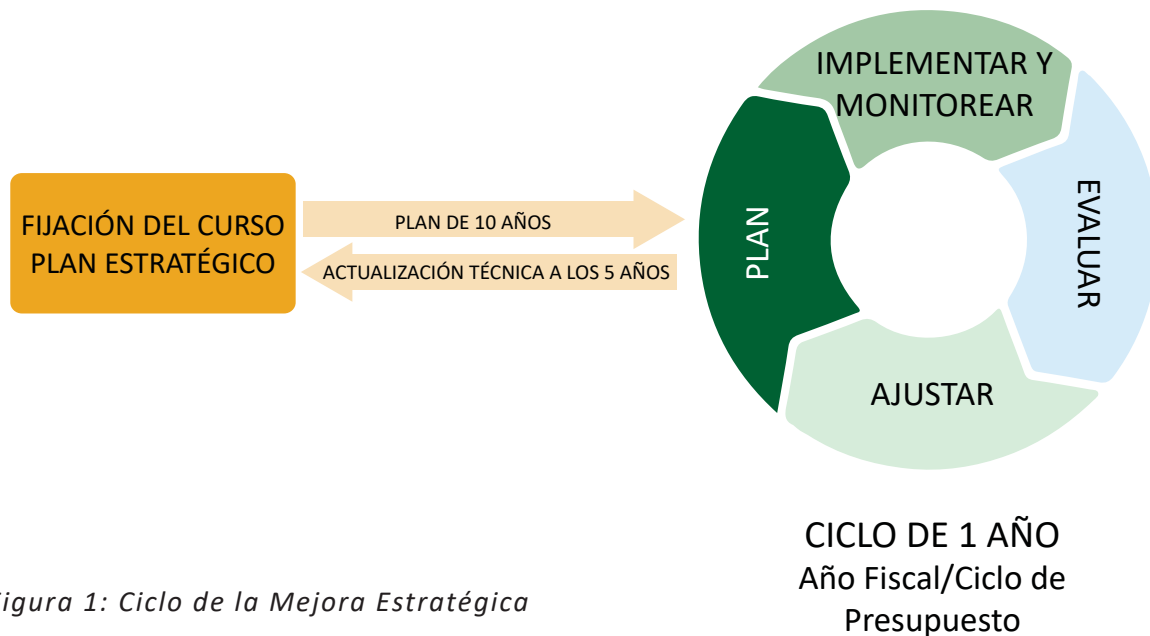 FIJACIÓN DEL CURSO
PLAN ESTRATÉGICO
PLAN DE 10 AÑOS
ACTUALIZACIÓN TÉCNICA A LOS 5 AÑOS
PLAN
IMPLEMENTAR Y
MONITOREAR
EVALUAR
AJUSTAR
CICLO DE 1 AÑO
Año Fiscal/Ciclo de
Presupuesto
igura 1: Ciclo de la Mejora Estratégica